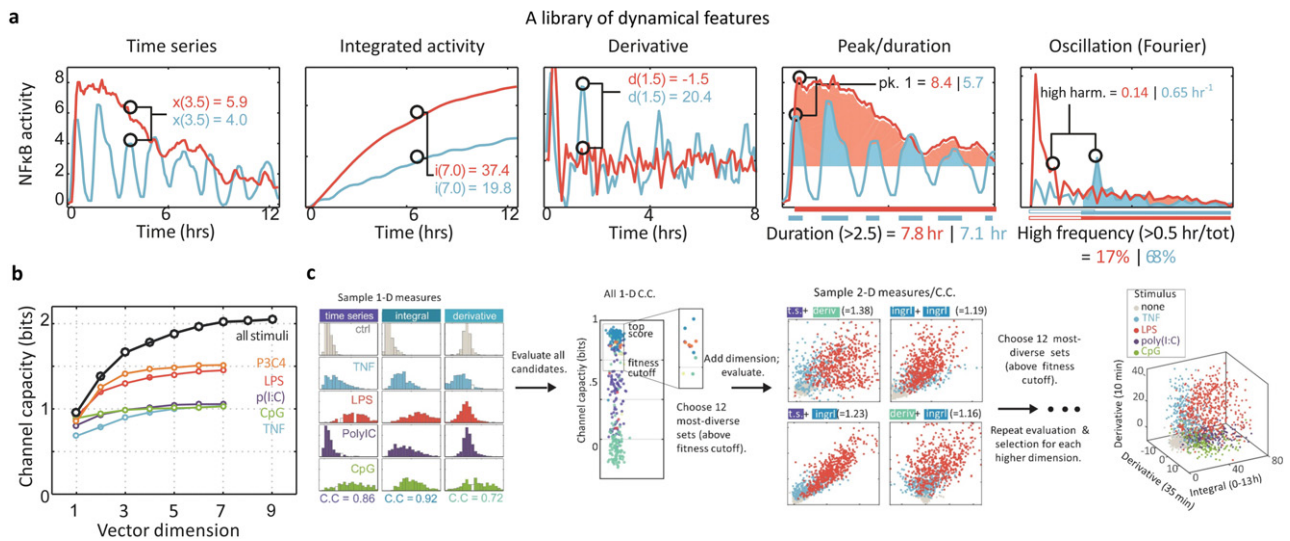 a
A library of dynamical features
Time series
Integrated activity
Derivative
Peak/duration
Oscillation (Fourier)
NFκB activity
8
6
4
2
0
x(3.5) = 5.9
x(3.5) = 4.0
0
6
12
Time (hrs)
i(7.0) = 37.4
i(7.0) = 19.8
0
6
12
Time (hrs)
d(1.5) = -1.5
d(1.5) = 20.4
0
4
8
Time (hrs)
pk. 1 = 8.4 | 5.7
Duration (>2.5) = 7.8 hr | 7.1 hr
high harm. = 0.14 | 0.65 hr-1
High frequency (>0.5 hr/tot)
= 17% | 68%
b
Channel capacity (bits)
2
1
0
all stimuli
P3C4
LPS
p(I:C)
CpG
TNF
1
3
5
7
9
Vector dimension
c
Sample 1-D measures
time series
integral
derivative
ctrl
TNF
LPS
PolyIC
CpG
C.C = 0.86
C.C = 0.92
C.C = 0.72
Evaluate all
candidates.
All 1-D C.C.
Channel capacity (bits)
1
.5
0
top
score
fitness
cutoff
Add dimension;
evaluate.
Choose 12
most-diverse
sets (above
fitness cutoff).
Sample 2-D measures/C.C.
t.s.+ deriv (=1.38)
ingrl + ingrl (=1.19)
t.s.+ ingrl (=1.23)
deriv + ingrl (=1.16)
Choose 12 most-
diverse sets
(above fitness
cutoff).
Repeat evaluation &
selection for each
higher dimension.
Stimulus
none
TNF
LPS
poly(I:C)
CpG
Derivative (10 min)
40
20
0
-10
0
20
0
40
80
Derivative (35 min)
Integral (0-13h)